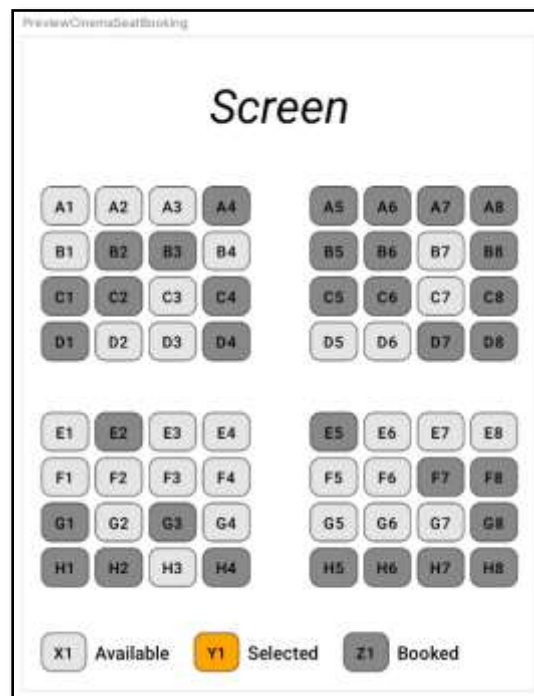 PreviewCinemaSeatBooking
Screen
A1 A2 A3 A4 A5 A6 A7 A8
B1 B2 B3 B4 B5 B6 B7 B8
C1 C2 C3 C4 C5 C6 C7 C8
D1 D2 D3 D4 D5 D6 D7 D8
E1 E2 E3 E4 E5 E6 E7 E8
F1 F2 F3 F4 F5 F6 F7 F8
G1 G2 G3 G4 G5 G6 G7 G8
H1 H2 H3 H4 H5 H6 H7 H8
X1 Available Y1 Selected Z1 Booked